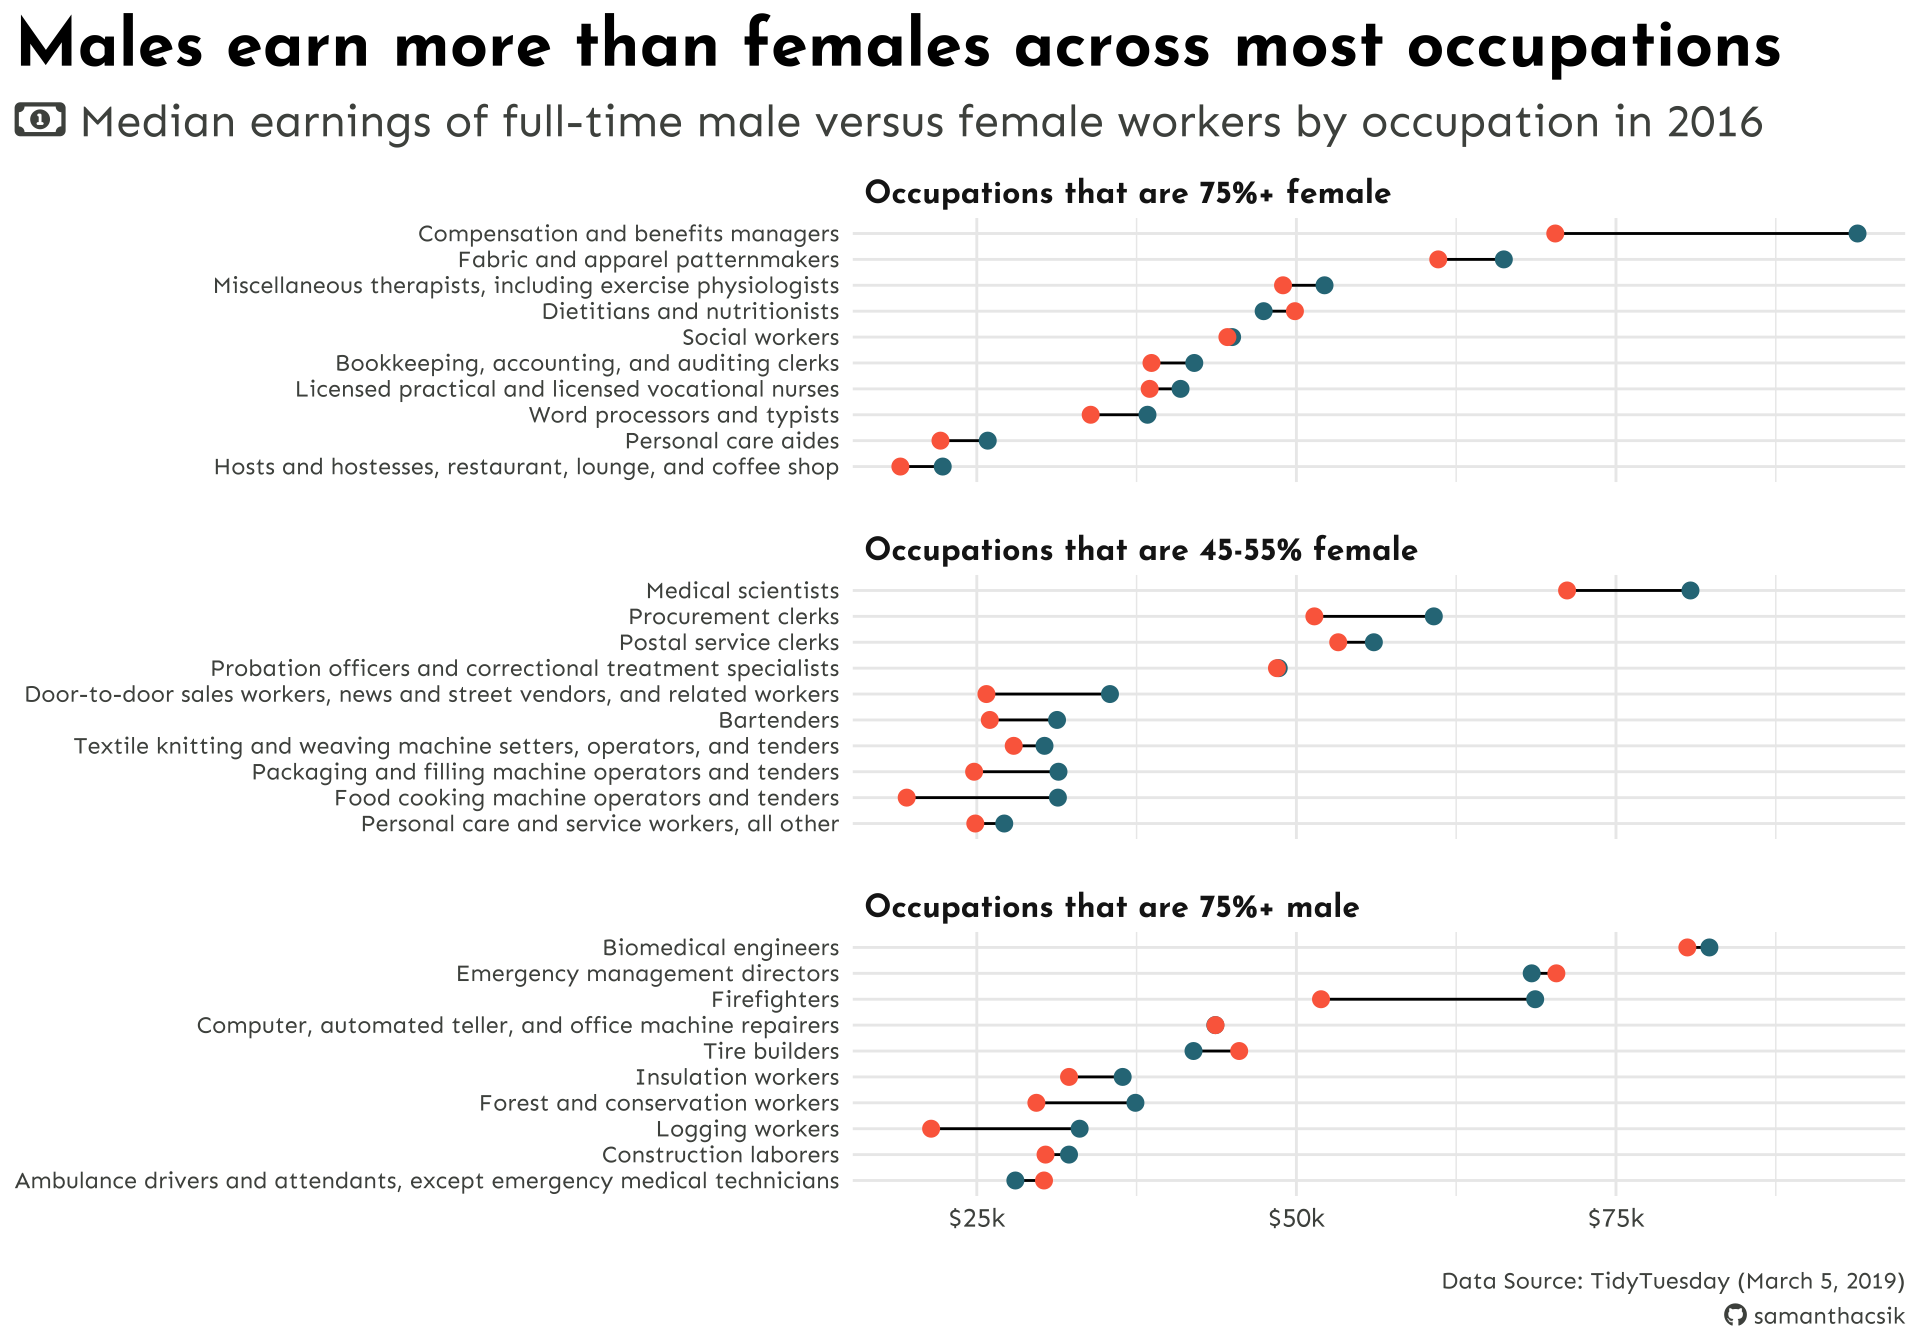 Males earn more than females across most occupations
Median earnings of full-time male versus female workers by occupation in 2016
Occupations that are 75%+ female
Compensation and benefits managers
Fabric and apparel patternmakers
Miscellaneous therapists, including exercise physiologists
Dietitians and nutritionists
Social workers
Bookkeeping, accounting, and auditing clerks
Licensed practical and licensed vocational nurses
Word processors and typists
Personal care aides
Hosts and hostesses, restaurant, lounge, and coffee shop
Occupations that are 45-55% female
Medical scientists
Procurement clerks
Postal service clerks
Probation officers and correctional treatment specialists
Door-to-door sales workers, news and street vendors, and related workers
Bartenders
Textile knitting and weaving machine setters, operators, and tenders
Packaging and filling machine operators and tenders
Food cooking machine operators and tenders
Personal care and service workers, all other
Occupations that are 75%+ male
Biomedical engineers
Emergency management directors
Firefighters
Computer, automated teller, and office machine repairers
Tire builders
Insulation workers
Forest and conservation workers
Logging workers
Construction laborers
Ambulance drivers and attendants, except emergency medical technicians
$25k $50k $75k
Data Source: TidyTuesday (March 5, 2019)
samanthacsik